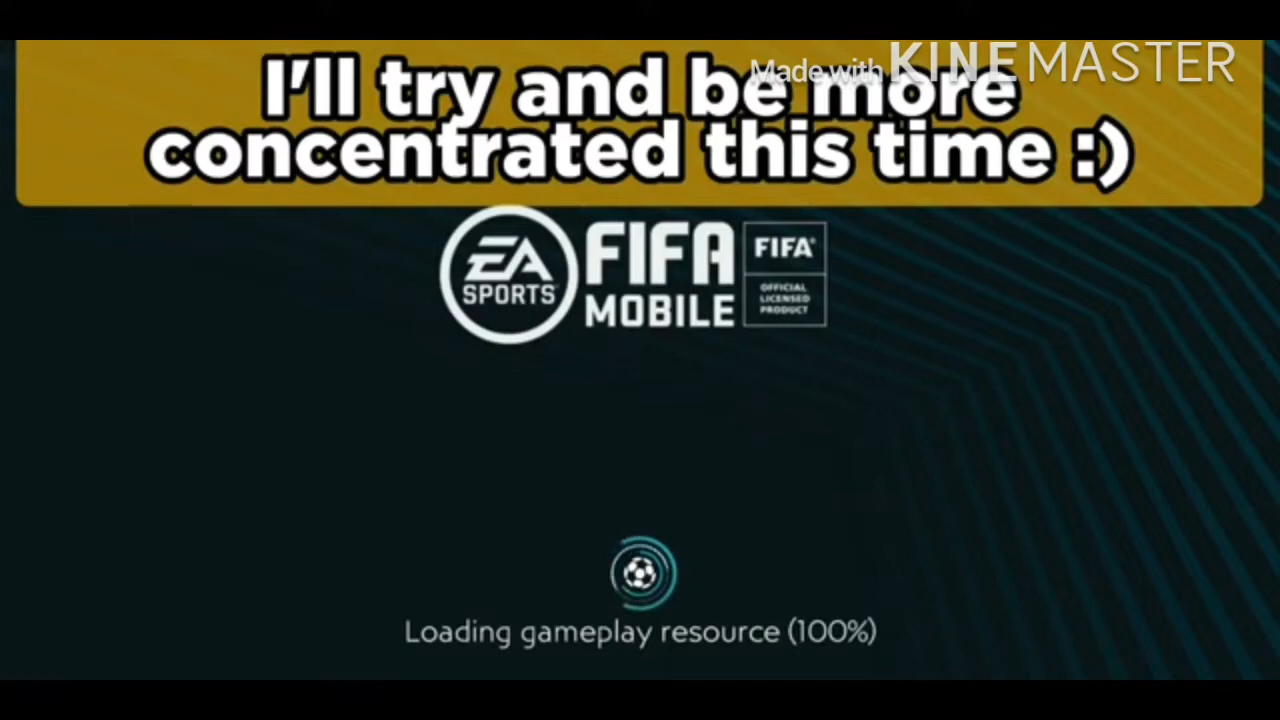 Made with KINEMASTER
I'll try and be more
concentrated this time :)
EA
SPORTS
FIFA
MOBILE
FIFA®
OFFICIAL
LICENSED
PRODUCT
Loading gameplay resource (100%)